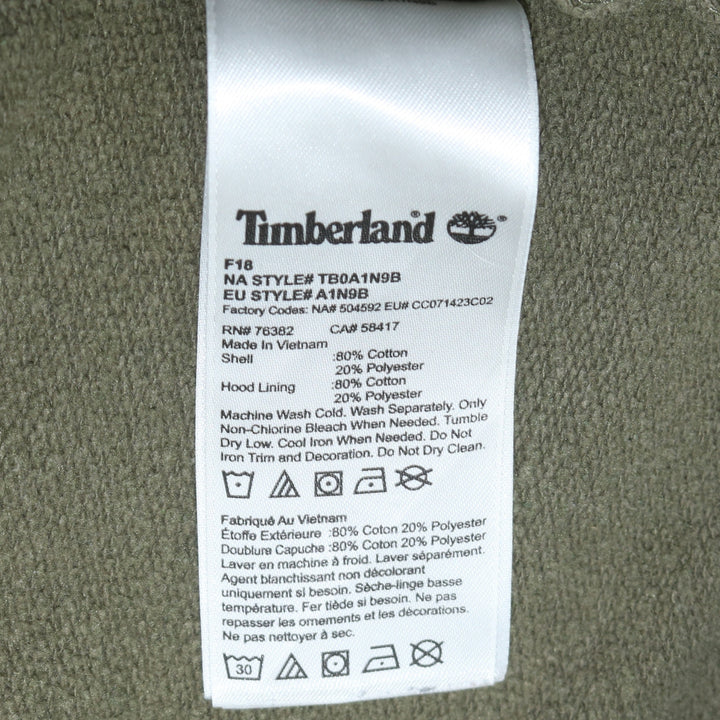 Timberland®
F18
NA STYLE# TB0A1N9B
EU STYLE# A1N9B
Factory Codes: NA# 504592 EU# CC071423C02
RN# 76382 CA# 58417
Made In Vietnam
Shell :80% Cotton
20% Polyester
Hood Lining :80% Cotton
20% Polyester
Machine Wash Cold. Wash Separately. Only
Non-Chlorine Bleach When Needed. Tumble
Dry Low. Cool Iron When Needed. Do Not
Iron Trim and Decoration. Do Not Dry Clean.
Fabriqué Au Vietnam
Étoffe Extérieure :80% Coton 20% Polyester
Doublure Capuche :80% Coton 20% Polyester
Laver en machine à froid. Laver séparément.
Agent blanchissant non décolorant
uniquement si besoin. Sèche-linge basse
température. Fer tiède si besoin. Ne pas
repasser les ornements et les décorations.
Ne pas nettoyer à sec.
30